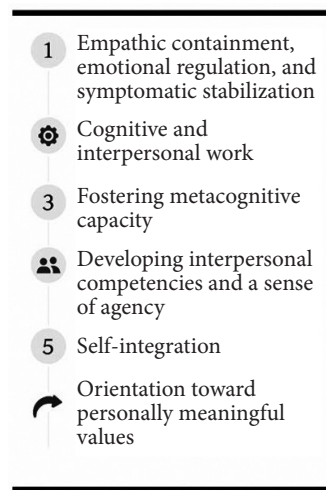 1 Empathic containment,
emotional regulation, and
symptomatic stabilization
Cognitive and
interpersonal work
3 Fostering metacognitive
capacity
Developing interpersonal
competencies and a sense
of agency
5 Self-integration
Orientation toward
personally meaningful
values